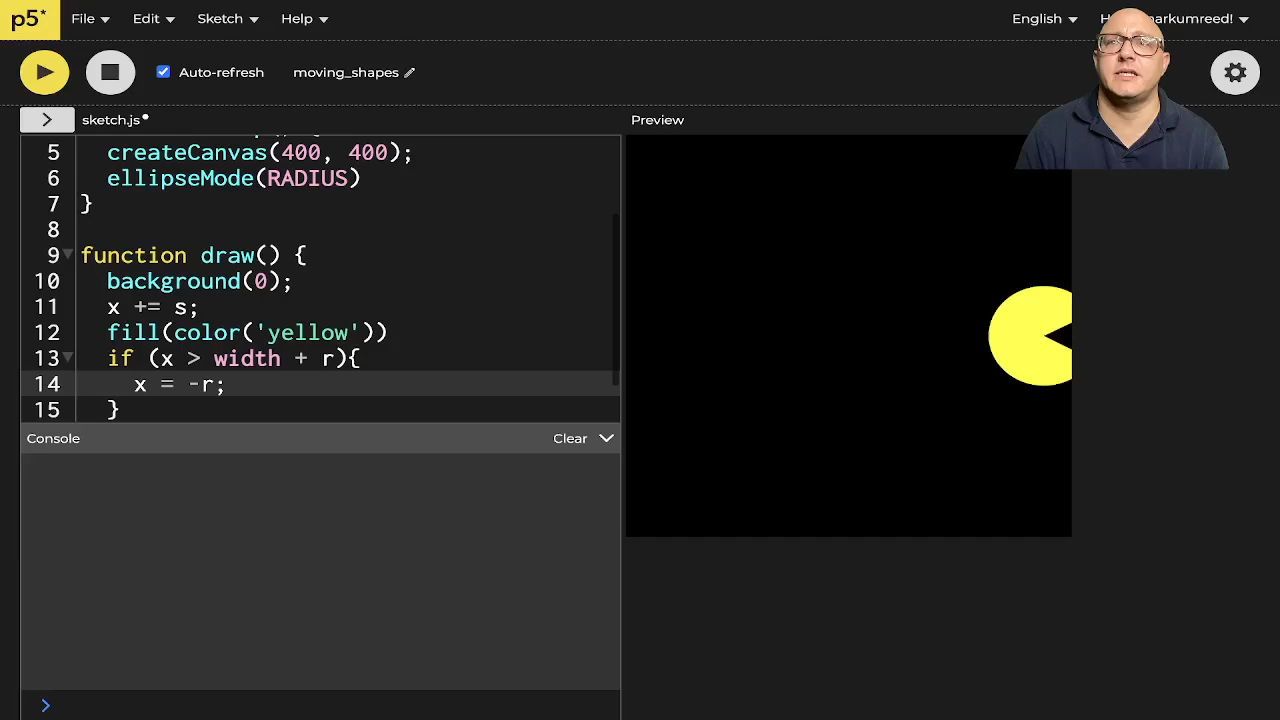 p5* File Edit Sketch Help English H arkumreed!
Auto-refresh moving_shapes
> sketch.js• Preview
5 createCanvas(400, 400);
6 ellipseMode(RADIUS)
7 }
8
9 function draw() {
10 background(0);
11 x += s;
12 fill(color('yellow'))
13 if (x > width + r){
14 x = -r;
15 }
Console Clear
>